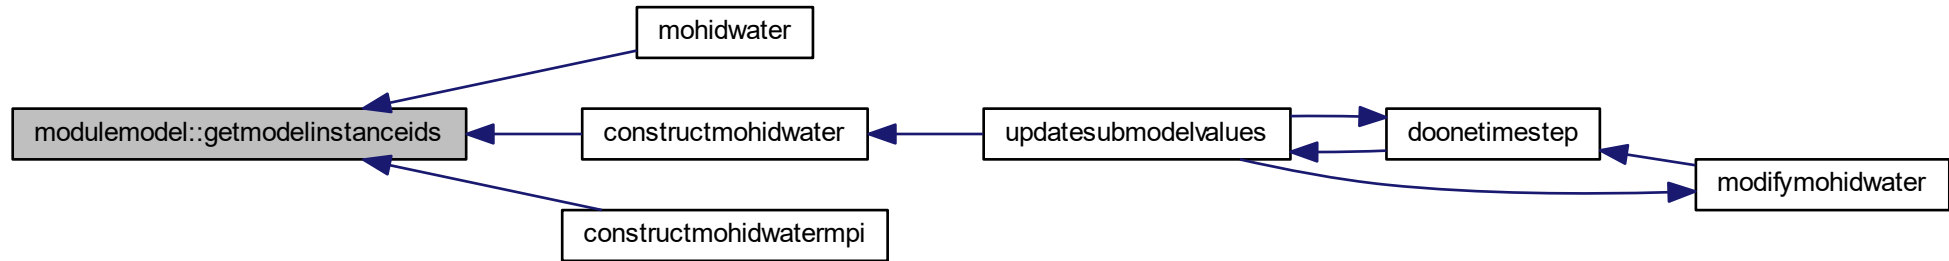 mohidwater
modulemodel::getmodelinstanceids
constructmohidwater
updatesubmodelvalues
doonetimestep
modifymohidwater
constructmohidwatermpi